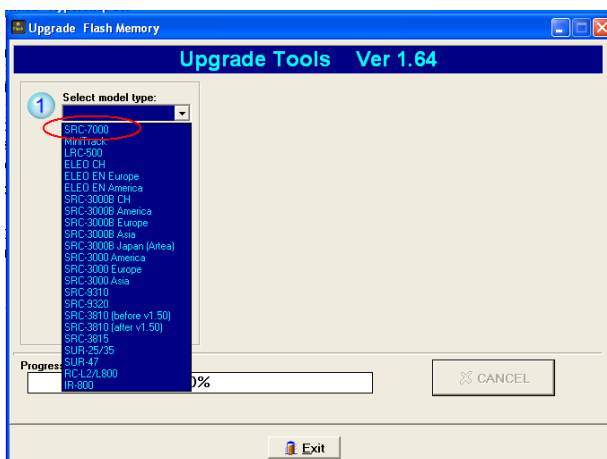 Upgrade Flash Memory
Upgrade Tools Ver 1.64
1
Select model type:
SRC-7000
MiniTrack
LRC-500
ELEO CH
ELEO EN Europe
ELEO EN America
SRC-3000B CH
SRC-3000B America
SRC-3000B Europe
SRC-3000B Asia
SRC-3000B Japan (Artea)
SRC-3000 America
SRC-3000 Europe
SRC-3000 Asia
SRC-9310
SRC-9320
SRC-3810 (before v1.50)
SRC-3810 (after v1.50)
SRC-3815
SUR-25/35
SUR-47
RC-L2/L800
IR-800
Progres
%
CANCEL
Exit